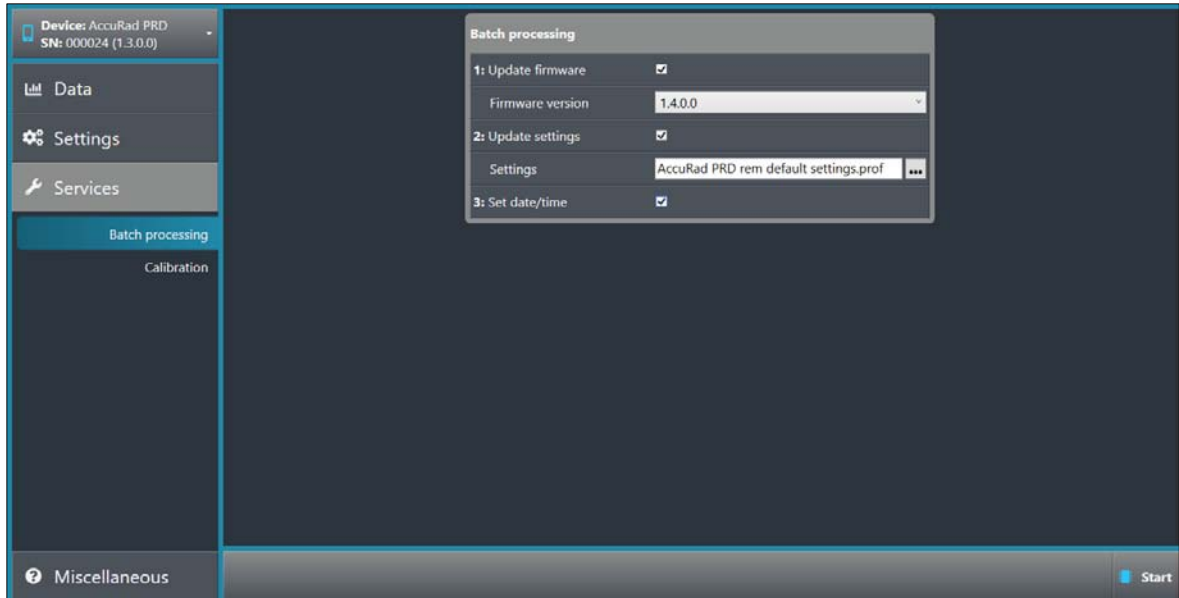 Device: AccuRad PRD
SN: 000024 (1.3.0.0)
Data
Settings
Services
Batch processing
Calibration
Miscellaneous
Batch processing
1: Update firmware
Firmware version 1.4.0.0
2: Update settings
Settings AccuRad PRD rem default settings.prof ...
3: Set date/time
Start